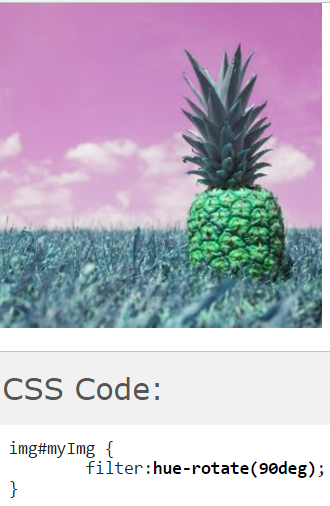 CSS Code:
img#myImg {
filter:hue-rotate(90deg);
}